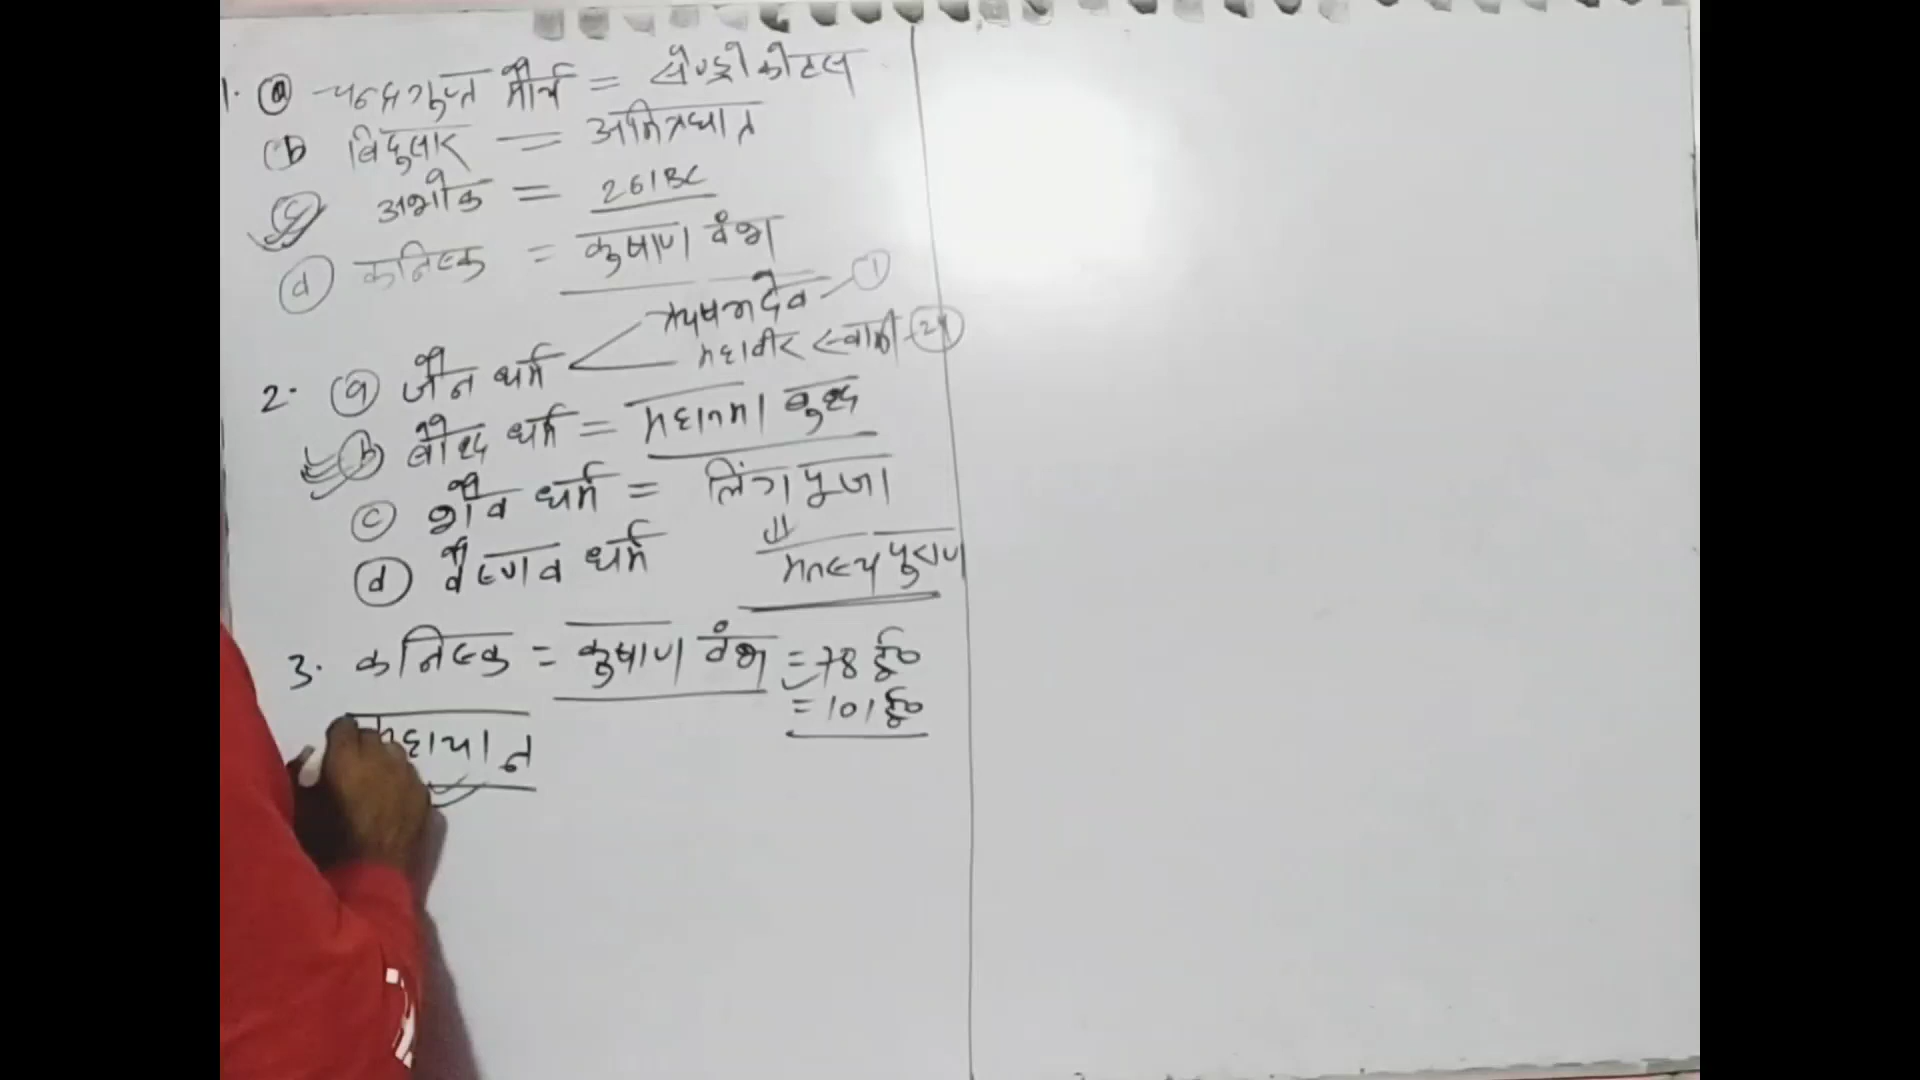 1. (a) चन्द्रगुप्त मौर्य = सेण्ड्रोकोटस
(b) बिंदुसार = अमित्रघात
(c) अशोक = 261BC
(d) कनिष्क = कुषाण वंश
2. (a) जैन धर्म ऋषभदेव - (1)
महावीर स्वामी - (24)
(b) बौद्ध धर्म = महात्मा बुद्ध
(c) शैव धर्म = लिंग पूजा
(d) वैष्णव धर्म मत्स्य पुराण
3. कनिष्क = कुषाण वंश = 78 ई०
= 101 ई०
महायान